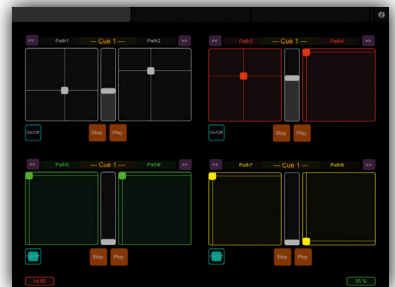 << Path1 --- Cue 1 --- Path2 >>
<< Path3 --- Cue 1 --- Path4 >>
On/Off Stop Play
On/Off Stop Play
<< Path5 --- Cue 1 --- Path6 >>
<< Path7 --- Cue 1 --- Path8 >>
Stop Play
Stop Play
14:50
35 %